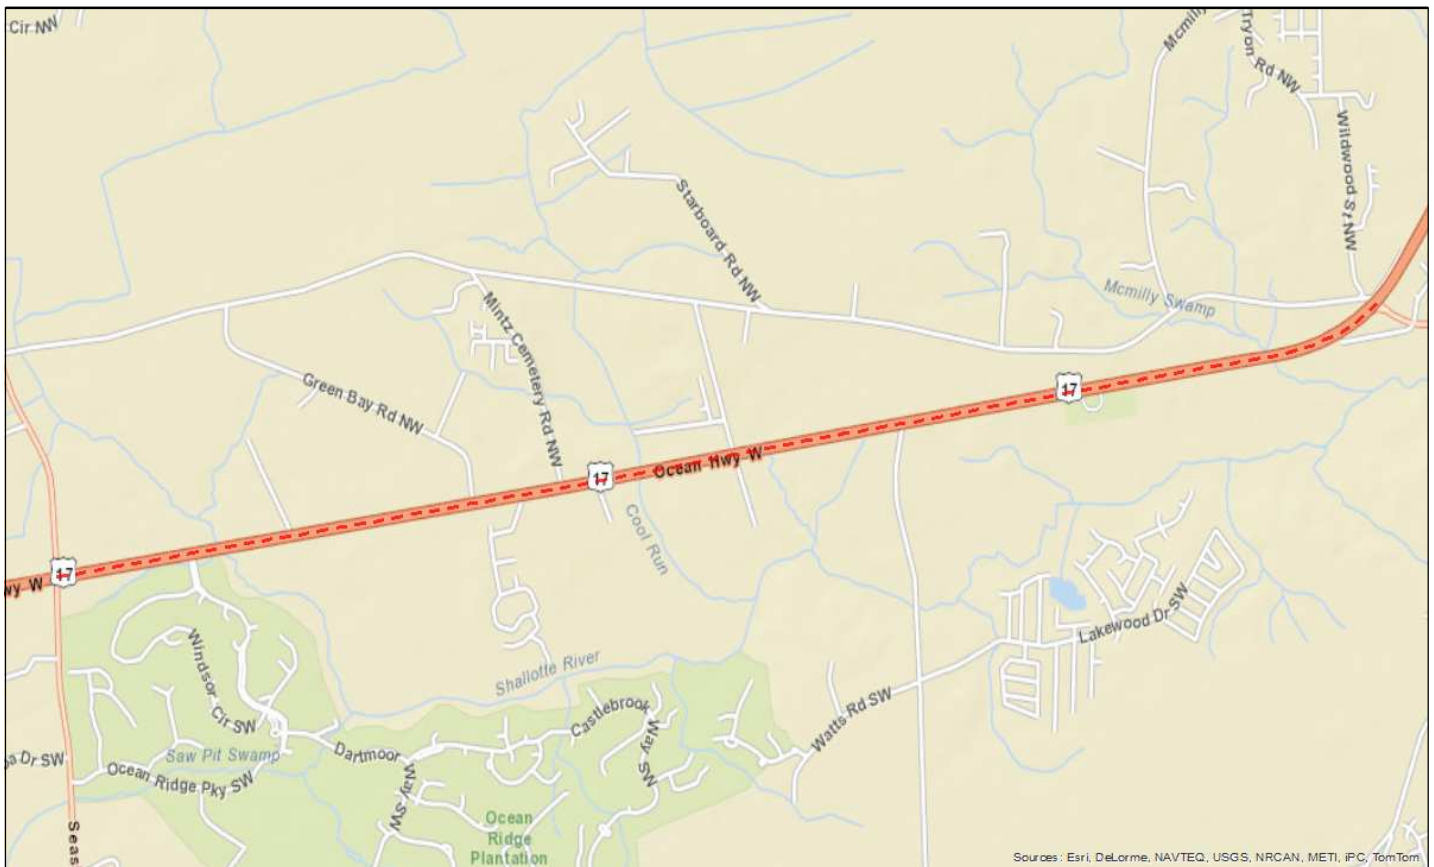 Cir NW
Mcmilly
Tryon Rd NW
Wildwood St NW
Starboard Rd NW
Mcmilly Swamp
Mintz Cemetery Rd NW
Green Bay Rd NW
17
17
Ocean Hwy W
Cool Run
17
wy W
Lakewood Dr SW
Shallotte River
Windsor Cir SW
Castlebrook Way SW
Watts Rd SW
Saw Pit Swamp
Dartmoor Way SW
a Dr SW
Ocean Ridge Pky SW
Ocean
Ridge
Plantation
Seas
Sources: Esri, DeLorme, NAVTEQ, USGS, NRCAN, METI, iPC, TomTom